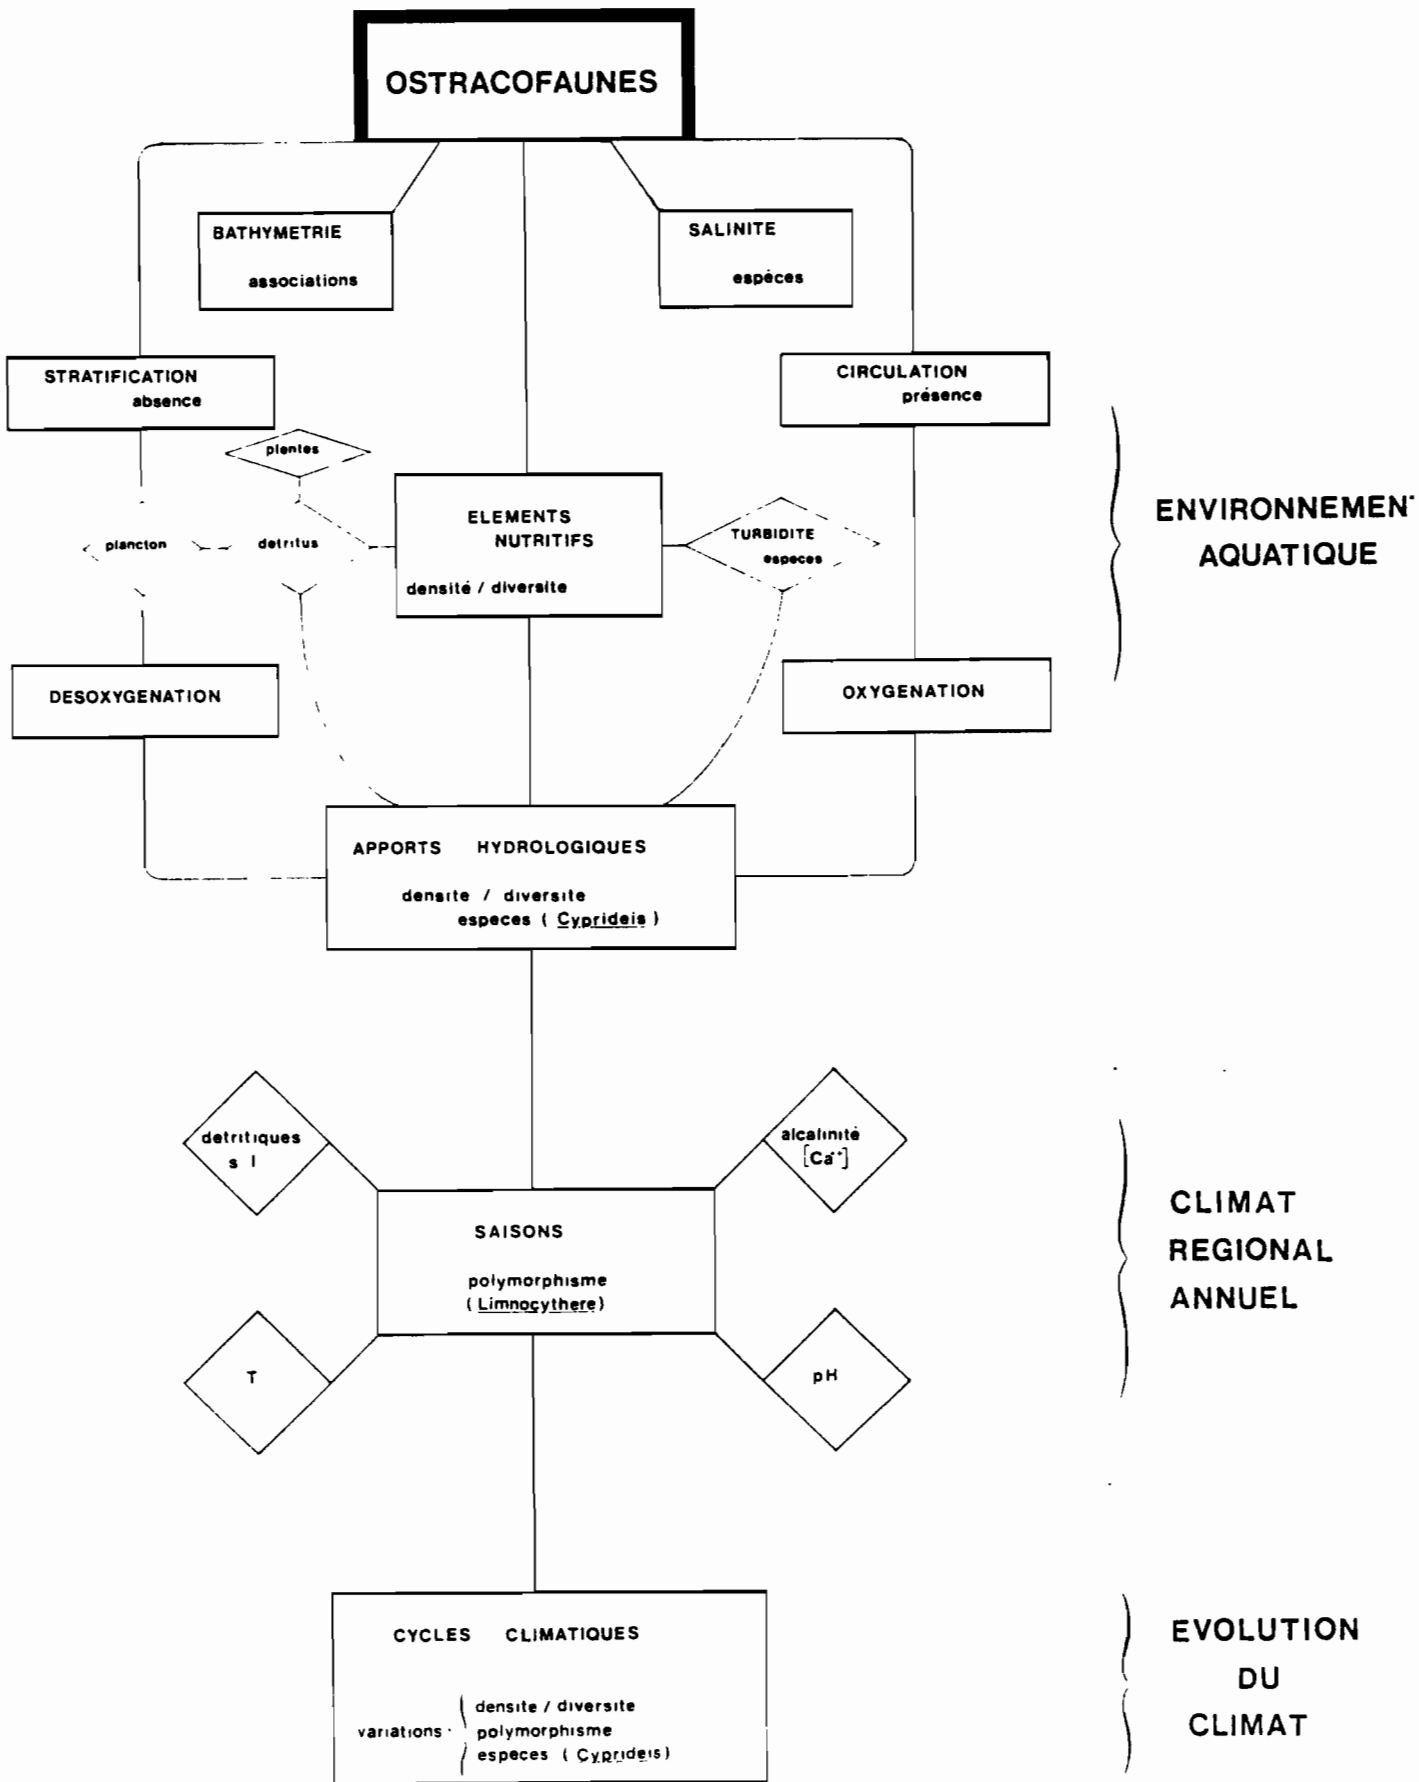 OSTRACOFAUNES
BATHYMETRIE
associations
SALINITE
espèces
STRATIFICATION
absence
CIRCULATION
présence
plentes
plancton
detritus
ELEMENTS
NUTRITIFS
densité / diversite
TURBIDITE
especes
DESOXYGENATION
OXYGENATION
ENVIRONNEMEN
AQUATIQUE
APPORTS HYDROLOGIQUES
densite / diversite
especes ( Cyprideis )
detritiques
s l
alcalinité
[Ca++]
SAISONS
polymorphisme
( Limnocythere)
T
pH
CLIMAT
REGIONAL
ANNUEL
CYCLES CLIMATIQUES
variations
densite / diversite
polymorphisme
especes ( Cyprideis)
EVOLUTION
DU
CLIMAT